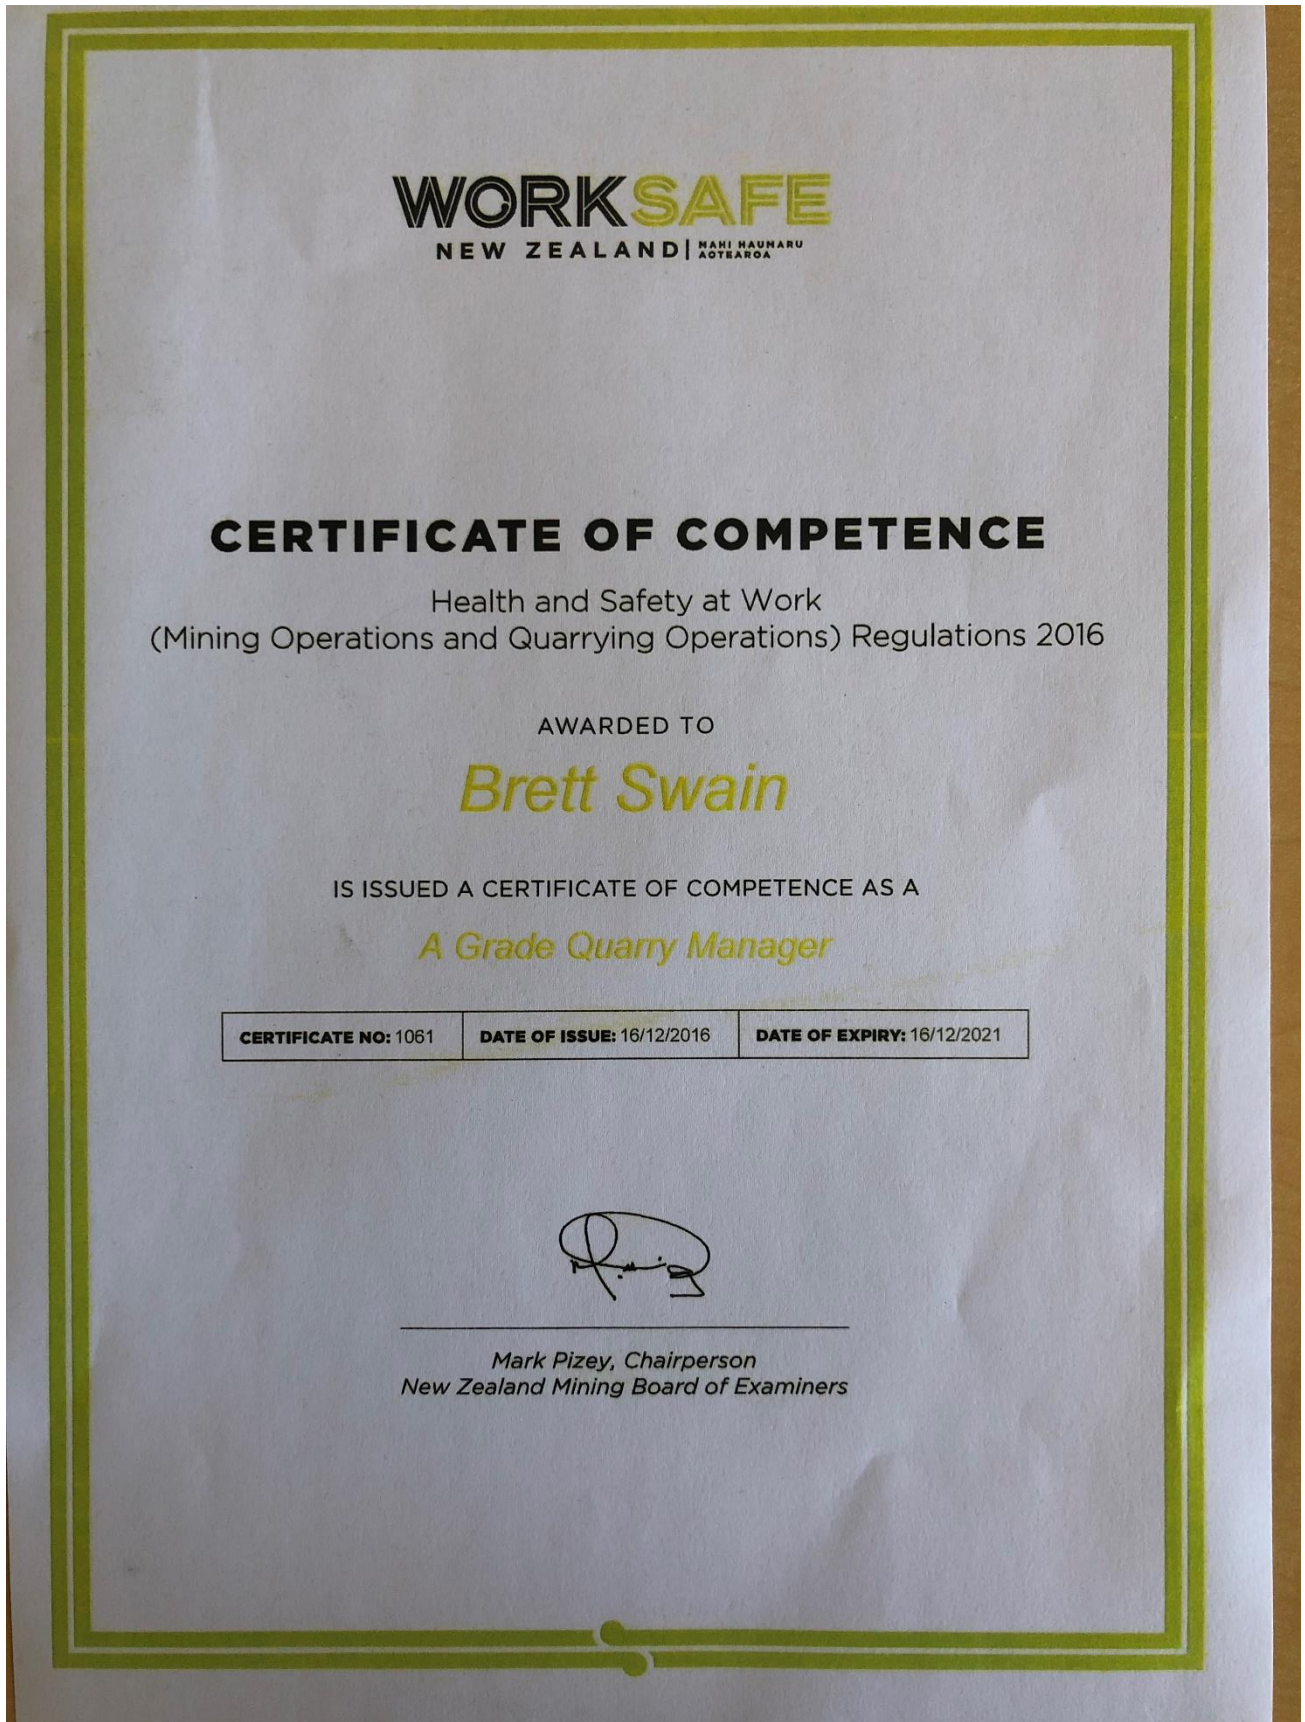 WORKSAFE
NEW ZEALAND | MAHI HAUMARU
AOTEAROA
CERTIFICATE OF COMPETENCE
Health and Safety at Work
(Mining Operations and Quarrying Operations) Regulations 2016
AWARDED TO
Brett Swain
IS ISSUED A CERTIFICATE OF COMPETENCE AS A
A Grade Quarry Manager
CERTIFICATE NO: 1061 DATE OF ISSUE: 16/12/2016 DATE OF EXPIRY: 16/12/2021
Mark Pizey, Chairperson
New Zealand Mining Board of Examiners